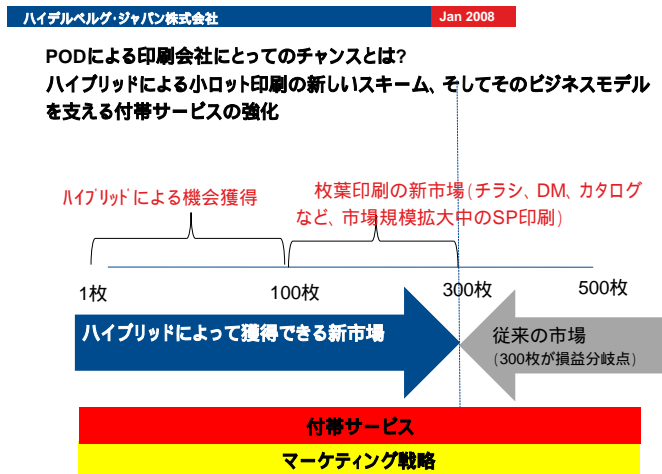 ハイデルベルグ・ジャパン株式会社
Jan 2008
PODによる印刷会社にとってのチャンスとは?
ハイブリッドによる小ロット印刷の新しいスキーム、そしてそのビジネスモデル
を支える付帯サービスの強化
ﾊｲﾌﾞﾘｯﾄﾞによる機会獲得
枚葉印刷の新市場(チラシ、DM、カタログ
など、市場規模拡大中のSP印刷)
1枚
100枚
300枚
500枚
ハイブリッドによって獲得できる新市場
従来の市場
(300枚が損益分岐点)
付帯サービス
マーケティング戦略